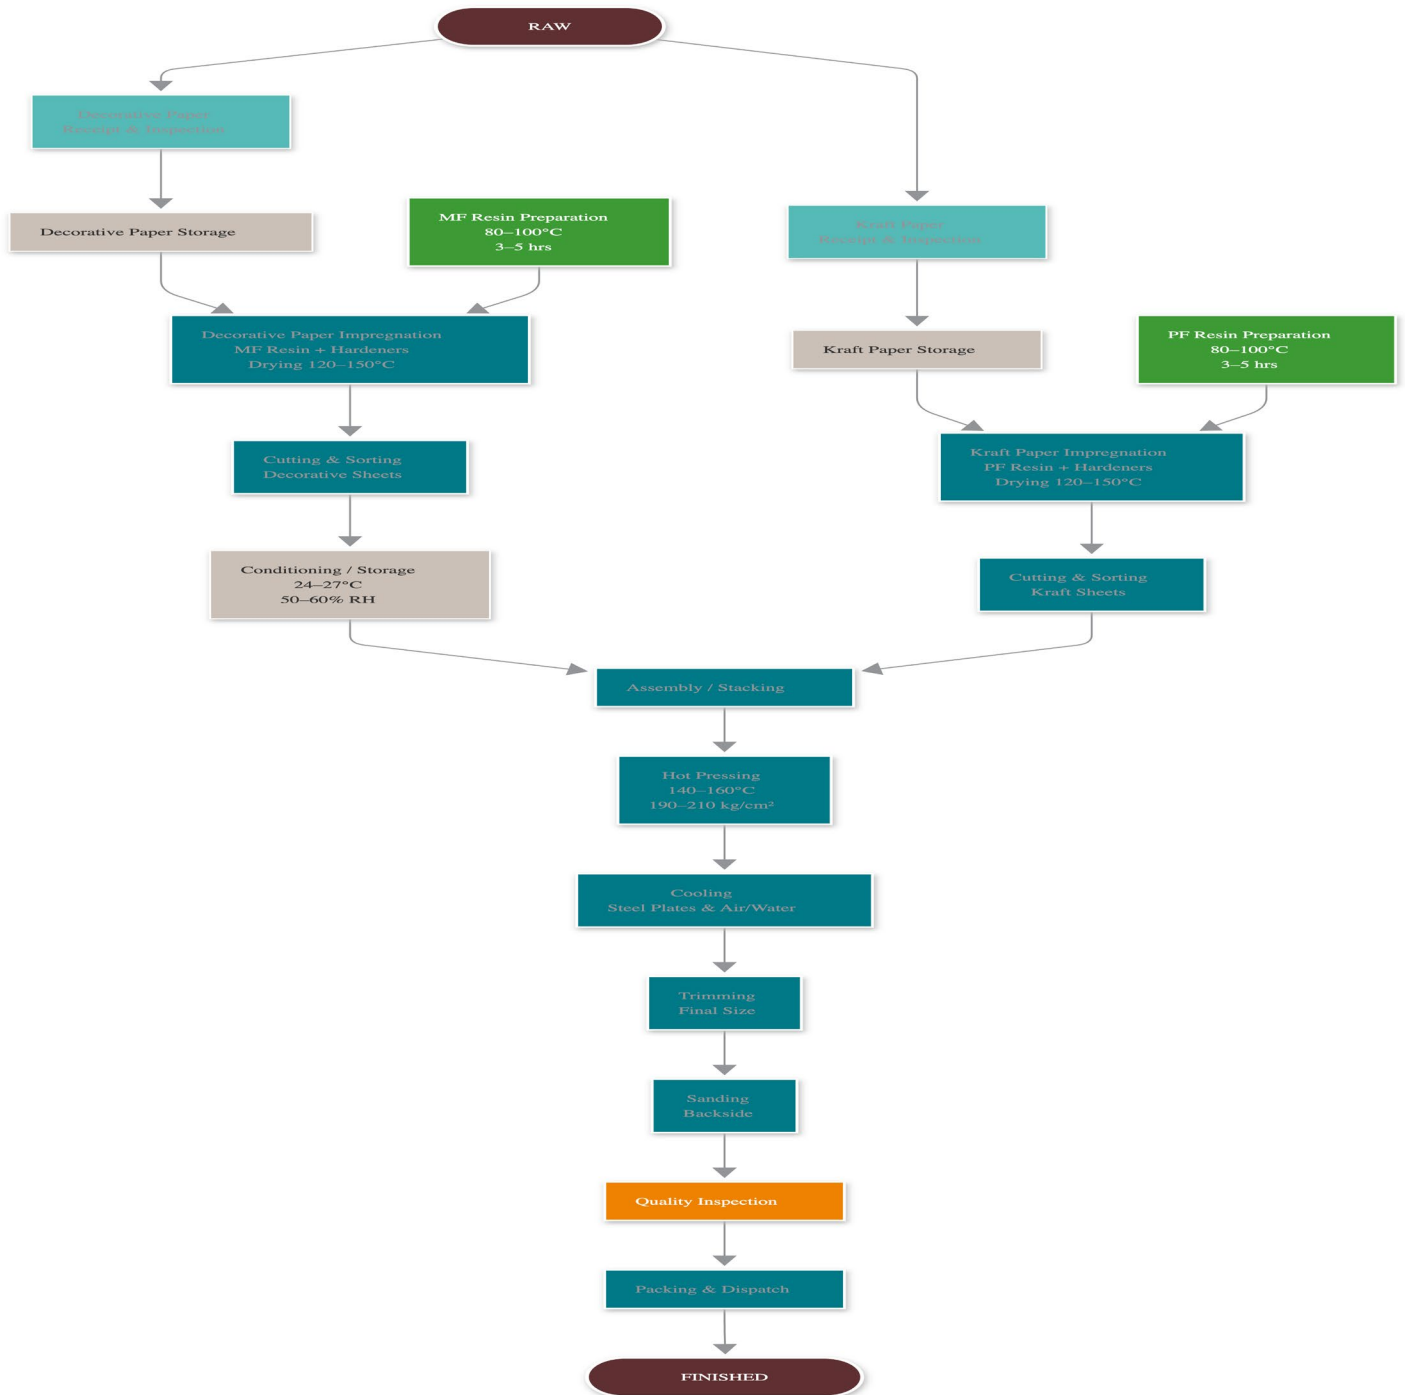 RAW
Decorative Paper
Receipt & Inspection
Decorative Paper Storage
MF Resin Preparation
80–100°C
3–5 hrs
Kraft Paper
Receipt & Inspection
Decorative Paper Impregnation
MF Resin + Hardeners
Drying 120–150°C
Kraft Paper Storage
PF Resin Preparation
80–100°C
3–5 hrs
Cutting & Sorting
Decorative Sheets
Kraft Paper Impregnation
PF Resin + Hardeners
Drying 120–150°C
Conditioning / Storage
24–27°C
50–60% RH
Cutting & Sorting
Kraft Sheets
Assembly / Stacking
Hot Pressing
140–160°C
190–210 kg/cm²
Cooling
Steel Plates & Air/Water
Trimming
Final Size
Sanding
Backside
Quality Inspection
Packing & Dispatch
FINISHED